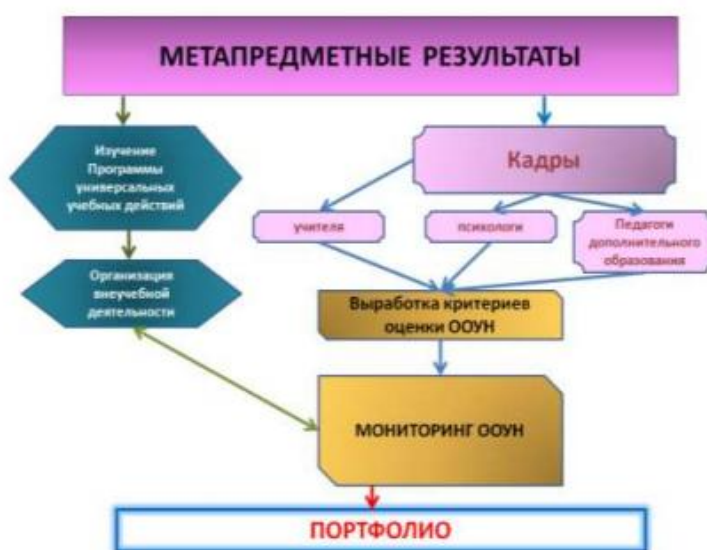 МЕТАПРЕДМЕТНЫЕ РЕЗУЛЬТАТЫ
Изучение
Программы
универсальных
учебных действий
Кадры
учителя
психологи
Педагоги
дополнительного
образования
Организация
внеучебной
деятельности
Выработка критериев
оценки ООУН
МОНИТОРИНГ ООУН
ПОРТФОЛИО